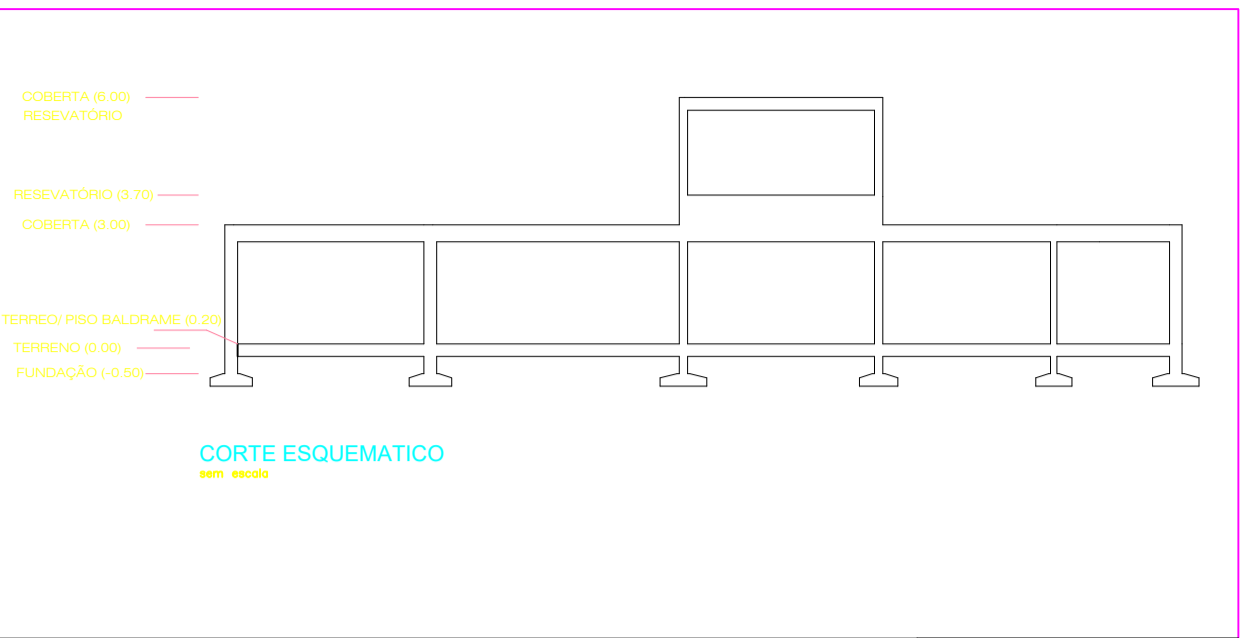 COBERTA (6.00)
RESEVATÓRIO
RESEVATÓRIO (3.70)
COBERTA (3.00)
TERREO/ PISO BALDRAME (0.20)
TERRENO (0.00)
FUNDAÇÃO (-0.60)
CORTE ESQUEMATICO
sem escala